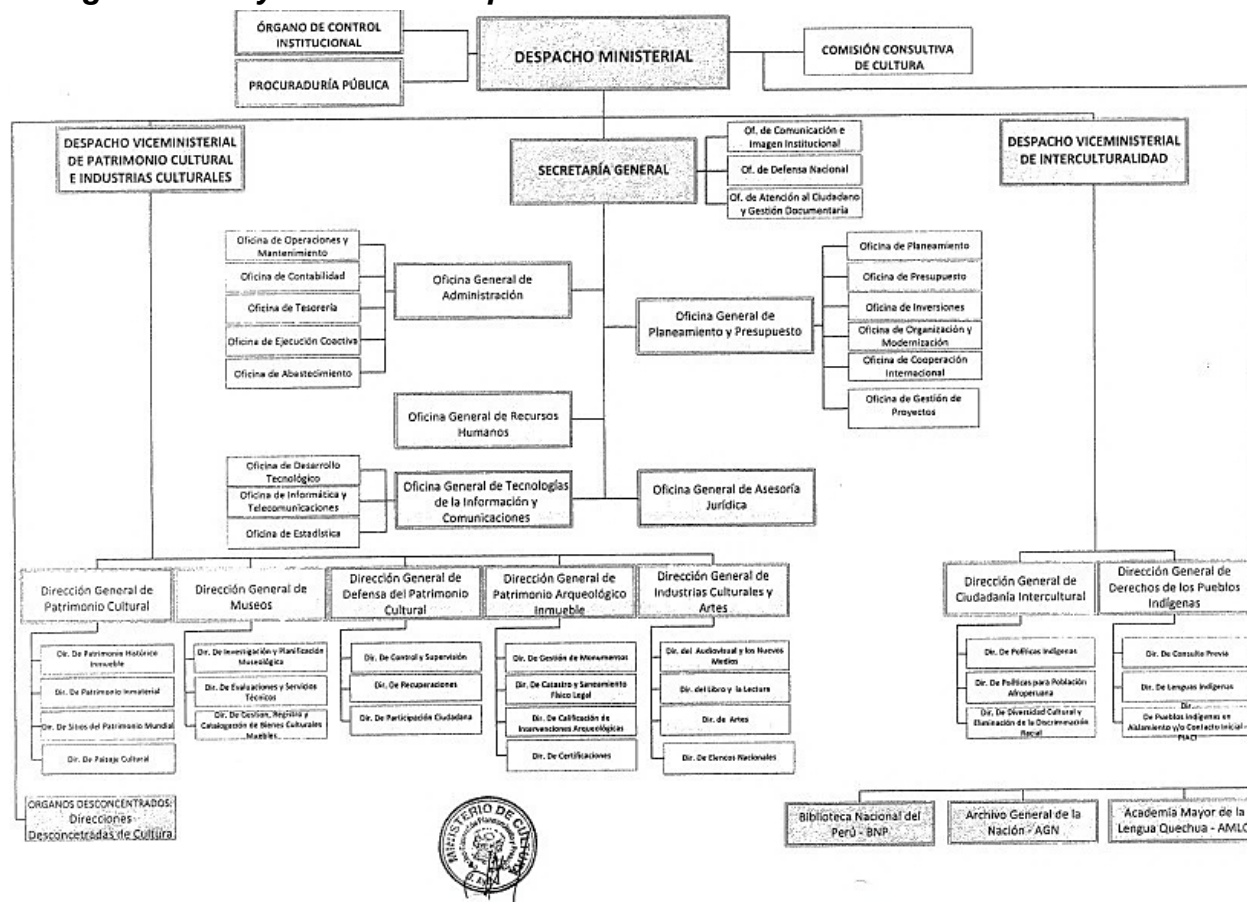 ÓRGANO DE CONTROL
INSTITUCIONAL
PROCURADURÍA PÚBLICA
DESPACHO MINISTERIAL
COMISIÓN CONSULTIVA
DE CULTURA
DESPACHO VICEMINISTERIAL
DE PATRIMONIO CULTURAL
E INDUSTRIAS CULTURALES
SECRETARÍA GENERAL
Of. de Comunicación e
Imagen Institucional
Of. de Defensa Nacional
Of. de Atención al Ciudadano
y Gestión Documentaria
DESPACHO VICEMINISTERIAL
DE INTERCULTURALIDAD
Oficina de Operaciones y
Mantenimiento
Oficina de Contabilidad
Oficina de Tesorería
Oficina de Ejecución Coactiva
Oficina de Abastecimiento
Oficina General de
Administración
Oficina General de
Planeamiento y Presupuesto
Oficina de Planeamiento
Oficina de Presupuesto
Oficina de Inversiones
Oficina de Organización y
Modernización
Oficina de Cooperación
Internacional
Oficina de Gestión de
Proyectos
Oficina General de Recursos
Humanos
Oficina de Desarrollo
Tecnológico
Oficina de Informática y
Telecomunicaciones
Oficina de Estadística
Oficina General de Tecnologías
de la Información y
Comunicaciones
Oficina General de Asesoría
Jurídica
Dirección General de
Patrimonio Cultural
Dir. De Patrimonio Histórico
Inmueble
Dir. De Patrimonio Inmaterial
Dir. De Sitios del Patrimonio Mundial
Dir. De Paisaje Cultural
Dirección General de
Museos
Dir. De Investigación y Planificación
Museológica
Dir. De Evaluaciones y Servicios
Técnicos
Dir. De Gestión, Registro y
Catalogación de Bienes Culturales
Muebles
Dirección General de
Defensa del Patrimonio
Cultural
Dir. De Control y Supervisión
Dir. De Recuperaciones
Dir. De Participación Ciudadana
Dirección General de
Patrimonio Arqueológico
Inmueble
Dir. De Gestión de Monumentos
Dir. De Catastro y Saneamiento
Físico Legal
Dir. De Calificación de
Intervenciones Arqueológicas
Dir. De Certificaciones
Dirección General de
Industrias Culturales y
Artes
Dir. del Audiovisual y los Nuevos
Medios
Dir. del Libro y la Lectura
Dir. de Artes
Dir. De Elencos Nacionales
Dirección General de
Ciudadanía Intercultural
Dir. De Políticas Indígenas
Dir. De Políticas para Población
Afroperuana
Dir. De Diversidad Cultural y
Eliminación de la Discriminación
Racial
Dirección General de
Derechos de los Pueblos
Indígenas
Dir. De Consulta Previa
Dir. De Lenguas Indígenas
Dir.
De Pueblos Indígenas en
Aislamiento y/o Contacto Inicial -
PIACI
ORGANOS DESCONCENTRADOS:
Direcciones
Desconcetradas de Cultura
MINISTERIO DE CULTURA
Biblioteca Nacional del
Perú - BNP
Archivo General de la
Nación - AGN
Academia Mayor de la
Lengua Quechua - AMLQ